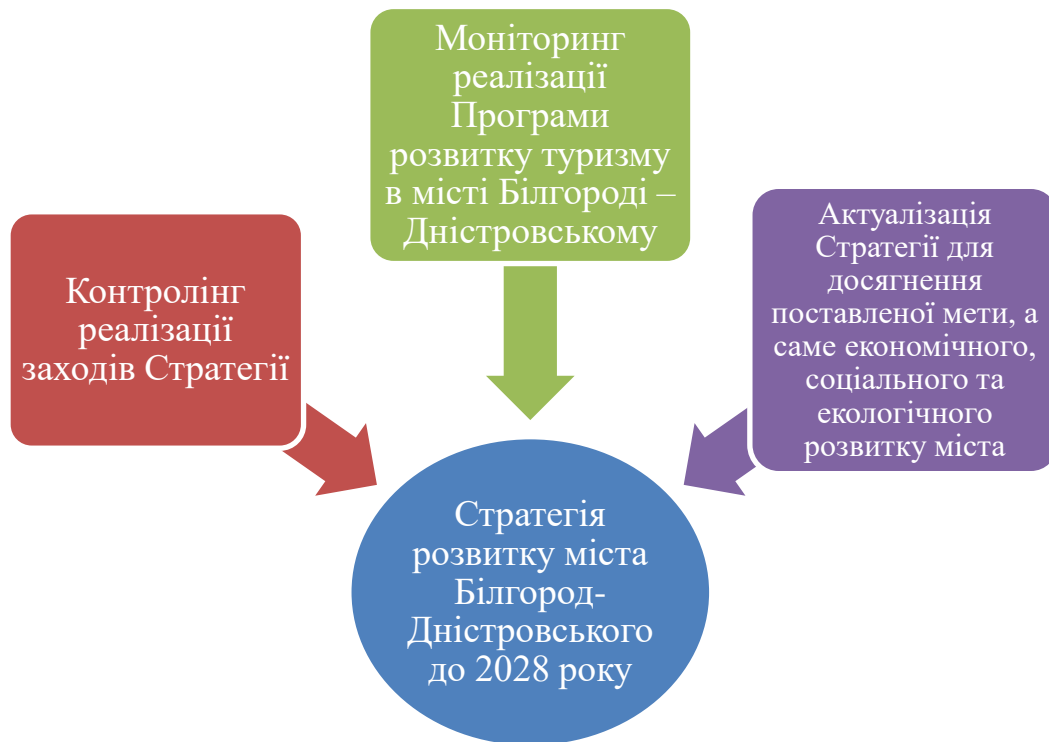 Моніторинг
реалізації
Програми
розвитку туризму
в місті Білгороді –
Дністровському
Контролінг
реалізації
заходів Стратегії
Актуалізація
Стратегії для
досягнення
поставленої мети, а
саме економічного,
соціального та
екологічного
розвитку міста
Стратегія
розвитку міста
Білгород-
Дністровського
до 2028 року